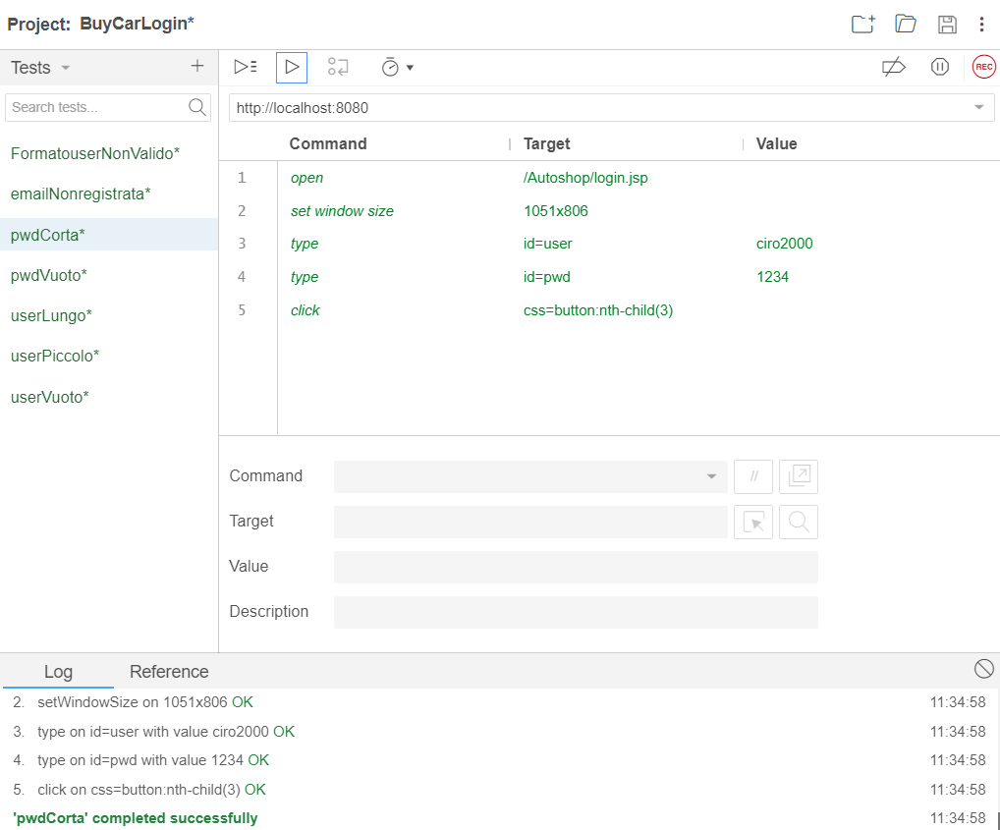 Project: BuyCarLogin*
Tests
REC
Search tests...
http://localhost:8080
FormatouserNonValido*
emailNonregistrata*
pwdCorta*
pwdVuoto*
userLungo*
userPiccolo*
userVuoto*
Command Target Value
1 open /Autoshop/login.jsp
2 set window size 1051x806
3 type id=user ciro2000
4 type id=pwd 1234
5 click css=button:nth-child(3)
Command
//
Target
Value
Description
Log Reference
2. setWindowSize on 1051x806 OK 11:34:58
3. type on id=user with value ciro2000 OK 11:34:58
4. type on id=pwd with value 1234 OK 11:34:58
5. click on css=button:nth-child(3) OK 11:34:58
'pwdCorta' completed successfully 11:34:58